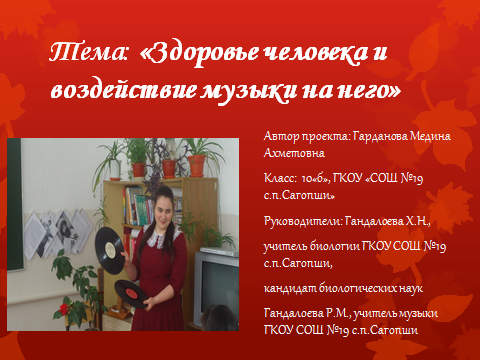 Тема: «Здоровье человека и
воздействие музыки на него»
Автор проекта: Гарданова Медина
Ахметовна
Класс: 10«б», ГКОУ «СОШ №19
с.п.Сагопши»
Руководители: Гандалоева Х.Н.,
учитель биологии ГКОУ СОШ №19
с.п.Сагопши,
кандидат биологических наук
Гандалоева Р.М., учитель музыки
ГКОУ СОШ №19 с.п.Сагопши